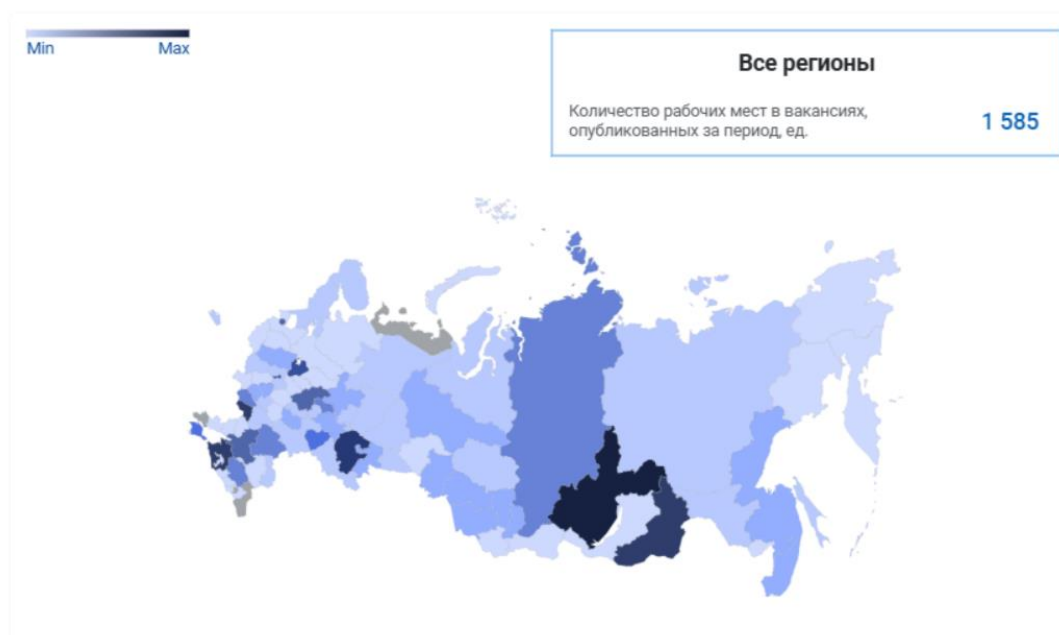 Min Max
Все регионы
Количество рабочих мест в вакансиях,
опубликованных за период, ед.
1 585